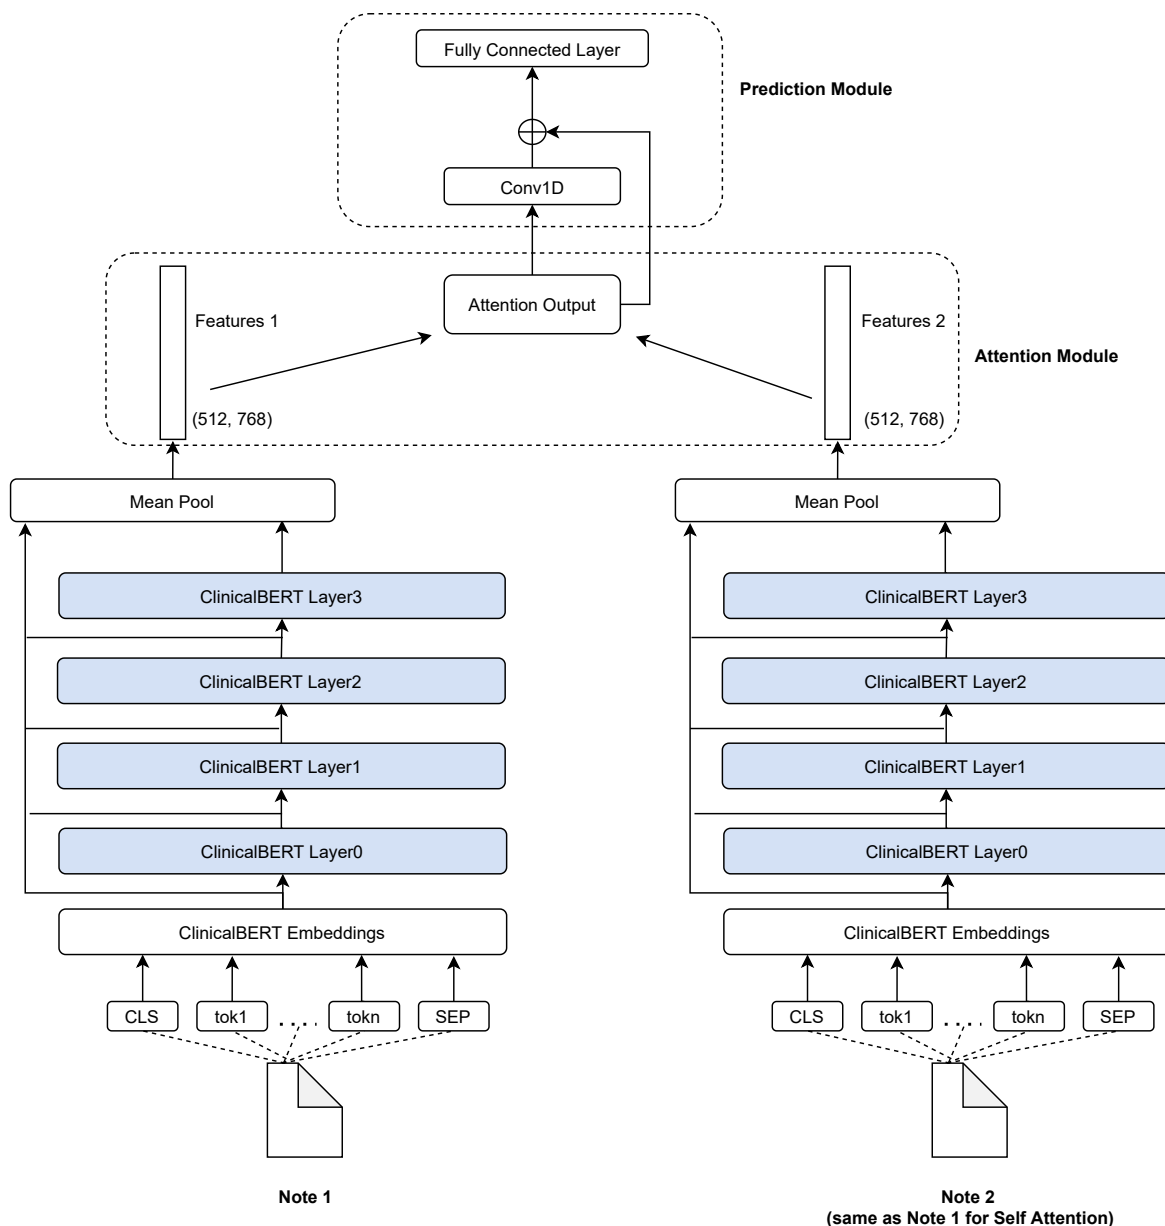 Fully Connected Layer
Prediction Module
Conv1D
Features 1
Attention Output
Features 2
Attention Module
(512, 768)
(512, 768)
Mean Pool
Mean Pool
ClinicalBERT Layer3
ClinicalBERT Layer3
ClinicalBERT Layer2
ClinicalBERT Layer2
ClinicalBERT Layer1
ClinicalBERT Layer1
ClinicalBERT Layer0
ClinicalBERT Layer0
ClinicalBERT Embeddings
ClinicalBERT Embeddings
CLS tok1 .... tokn SEP
CLS tok1 .... tokn SEP
Note 1
Note 2
(same as Note 1 for Self Attention)